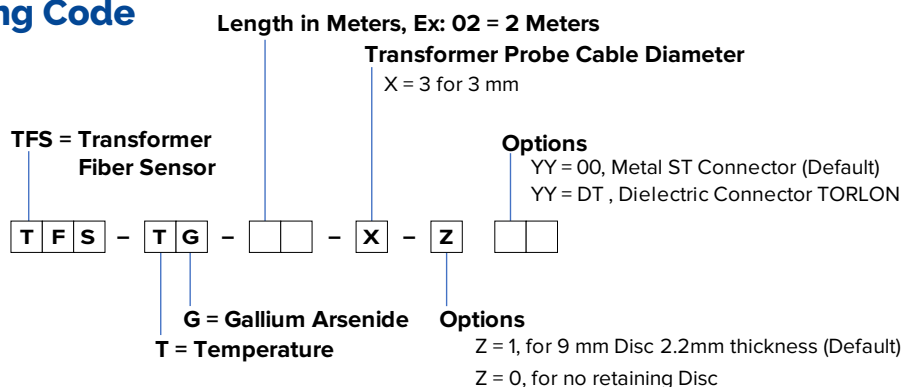 ng Code
Length in Meters, Ex: 02 = 2 Meters
Transformer Probe Cable Diameter
X = 3 for 3 mm
TFS = Transformer
Fiber Sensor
Options
YY = 00, Metal ST Connector (Default)
YY = DT , Dielectric Connector TORLON
T F S – T G – – X – Z
G = Gallium Arsenide
T = Temperature
Options
Z = 1, for 9 mm Disc 2.2mm thickness (Default)
Z = 0, for no retaining Disc